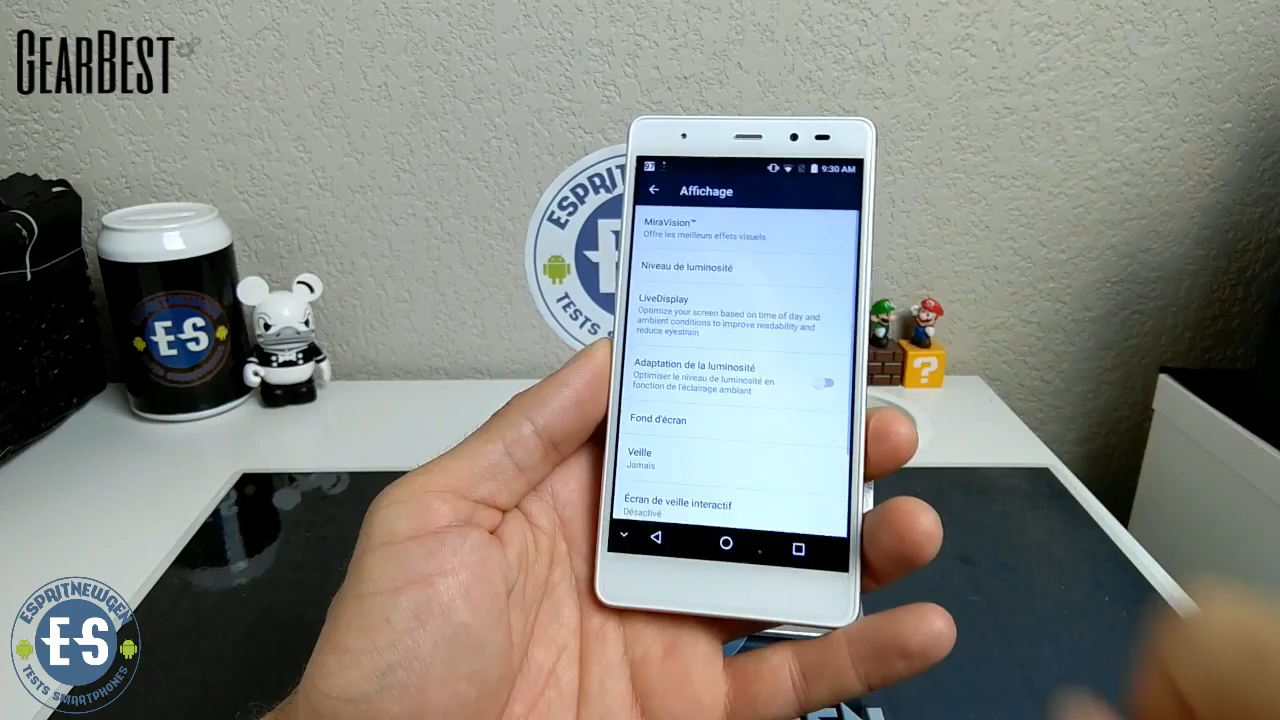 GEARBEST
97
9:30 AM
Affichage
MiraVision™
Offre les meilleurs effets visuels
Niveau de luminosité
LiveDisplay
Optimize your screen based on time of day and
ambient conditions to improve readability and
reduce eyestrain
Adaptation de la luminosité
Optimiser le niveau de luminosité en
fonction de l'éclairage ambiant
Fond d'écran
Veille
Jamais
Écran de veille interactif
Désactivé
ESPRIT
TESTS
E-S
?
ESPRITNEWGEN
E-S
TESTS SMARTPHONES